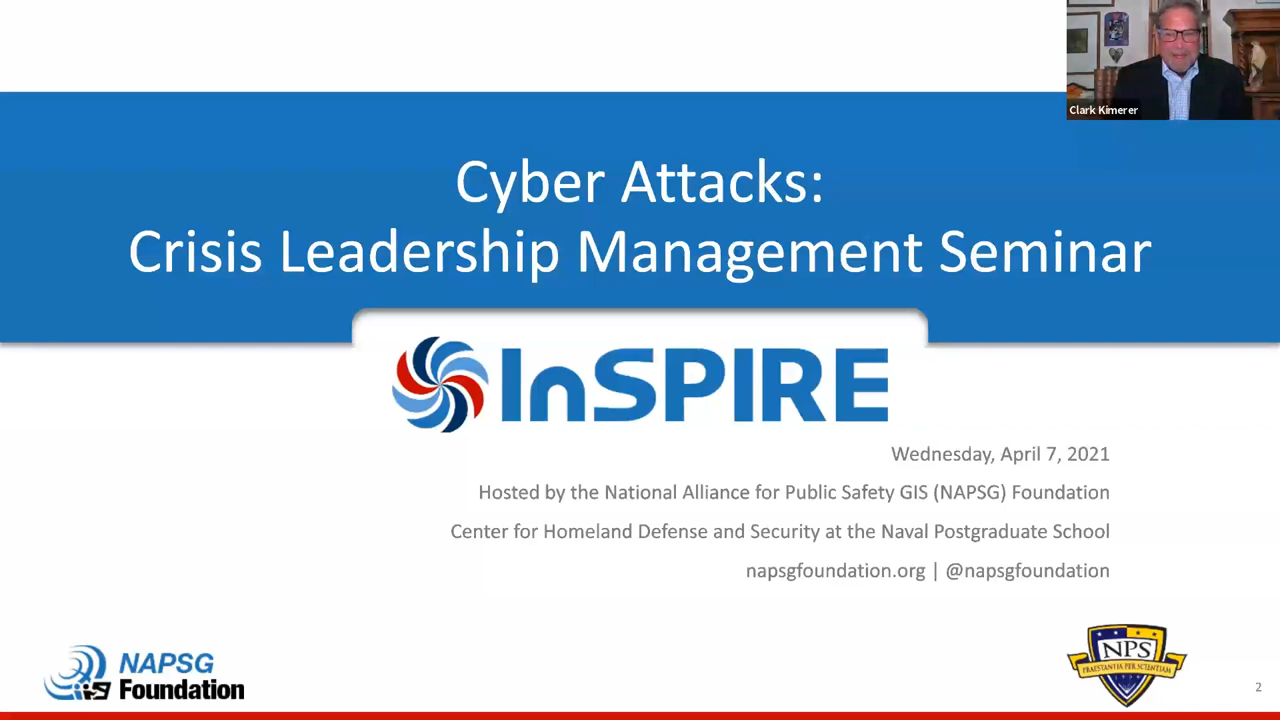 Clark Kimerer
Cyber Attacks:
Crisis Leadership Management Seminar
InSPIRE
Wednesday, April 7, 2021
Hosted by the National Alliance for Public Safety GIS (NAPSG) Foundation
Center for Homeland Defense and Security at the Naval Postgraduate School
napsgfoundation.org | @napsgfoundation
NAPSG
Foundation
NPS
PRAESTANTIA PER SCIENTIAM
2